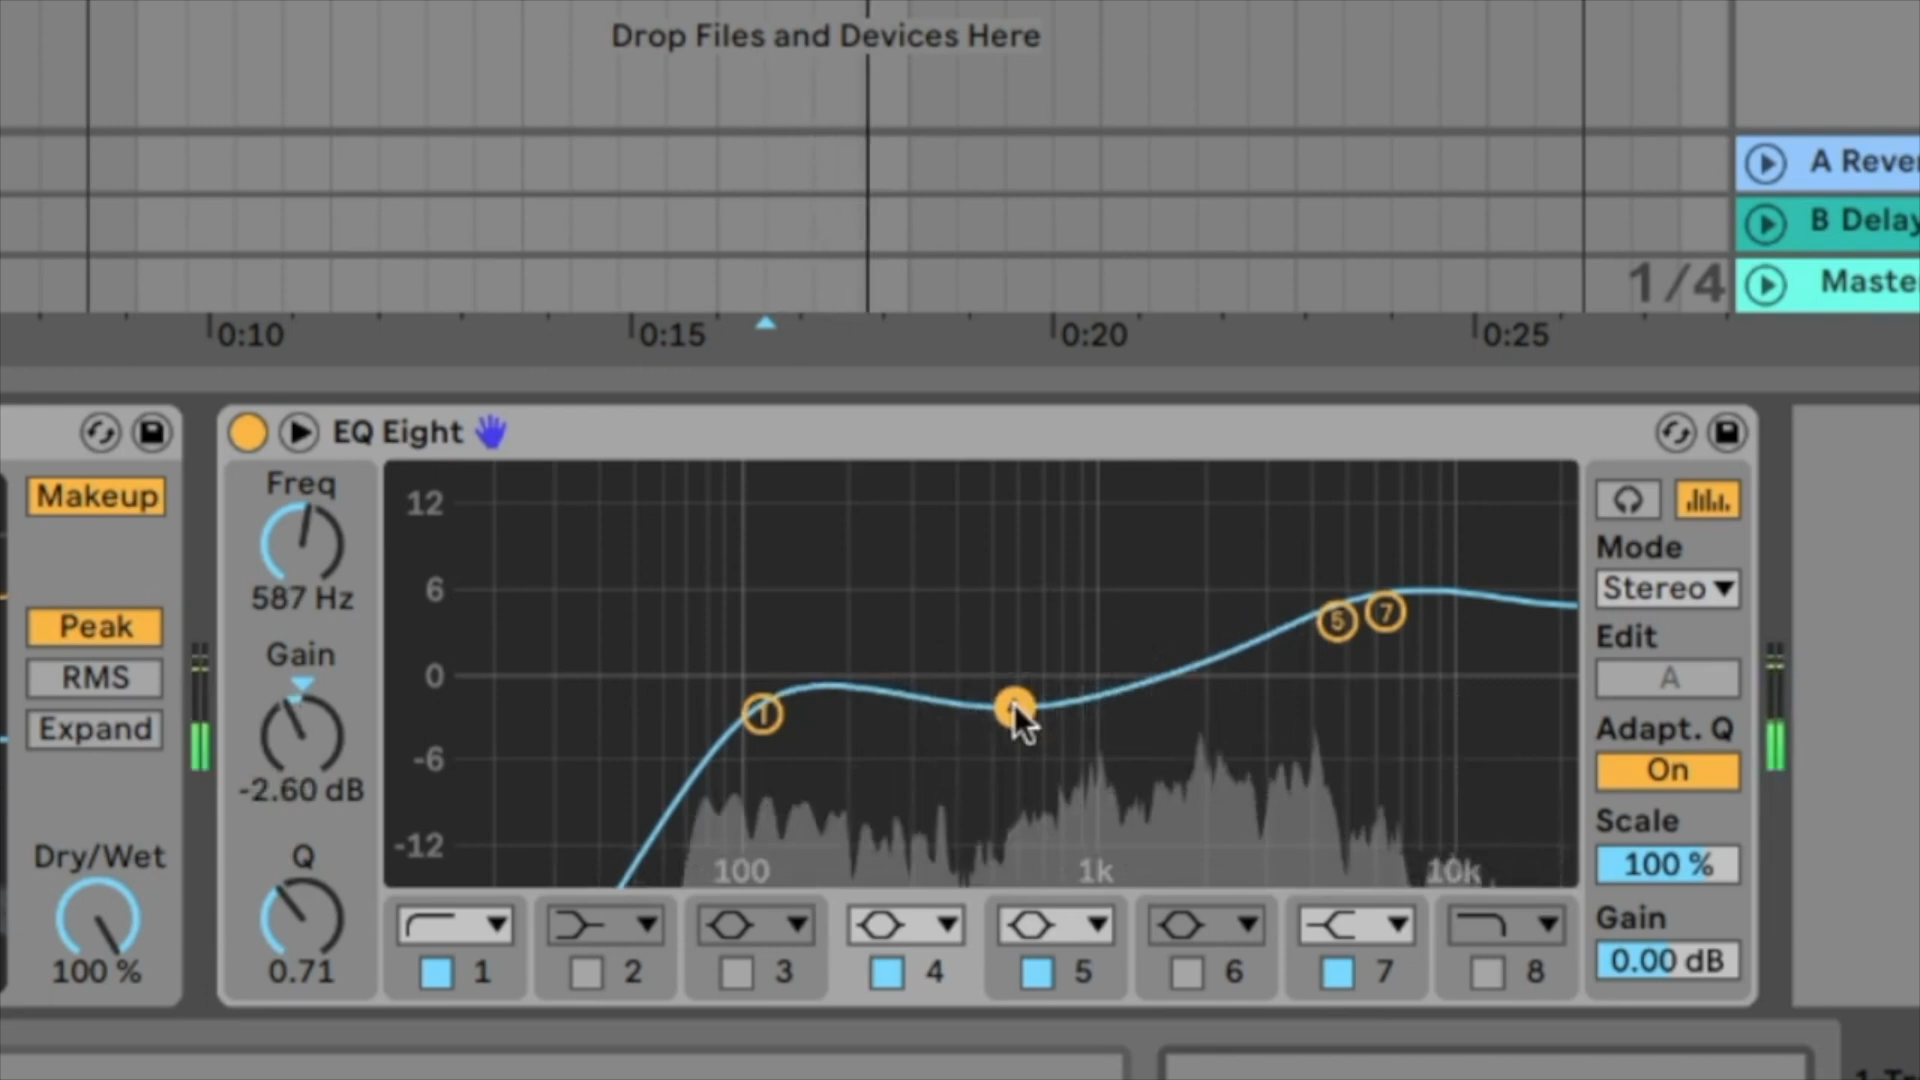 Drop Files and Devices Here
A Rever
B Delay
1/4
Maste
0:10
0:15
0:20
0:25
EQ Eight
Makeup
Peak
RMS
Expand
Dry/Wet
100 %
Freq
587 Hz
Gain
-2.60 dB
Q
0.71
12
6
0
-6
-12
100
1k
10k
1
5
7
1
2
3
4
5
6
7
8
Mode
Stereo
Edit
A
Adapt. Q
On
Scale
100 %
Gain
0.00 dB